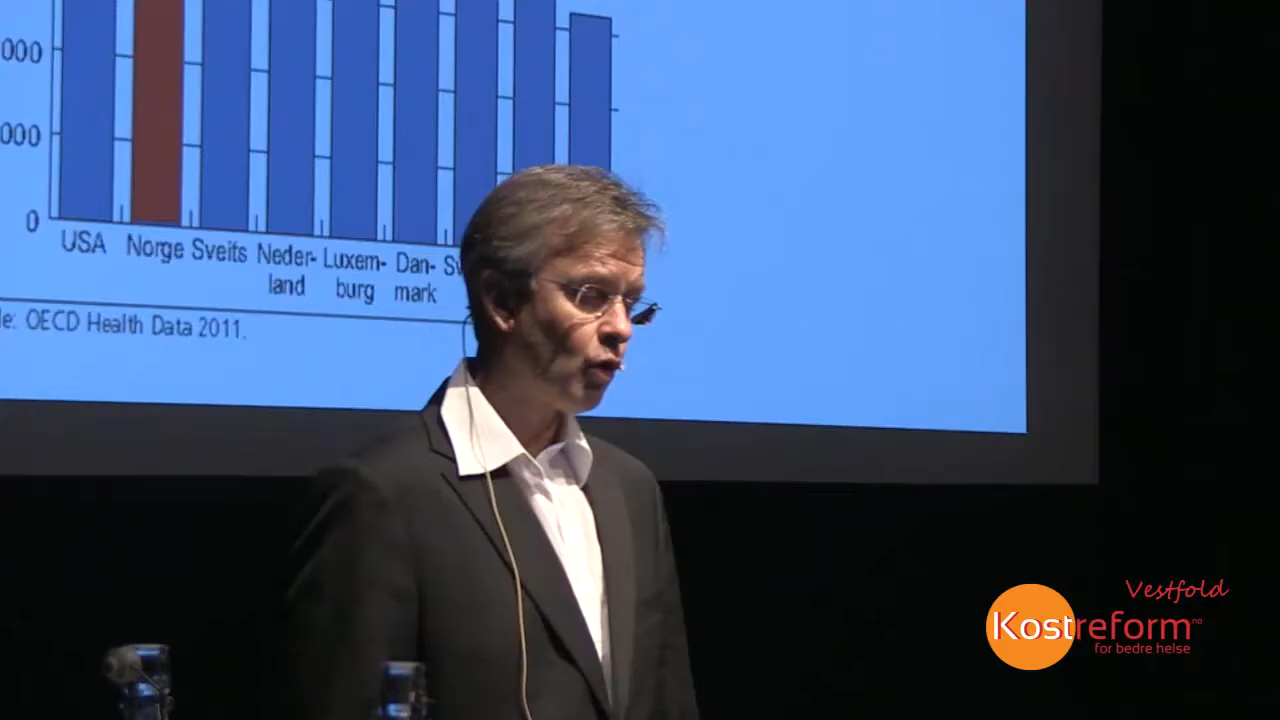 000
000
0
USA Norge Sveits Neder- Luxem- Dan-
land burg mark
OECD Health Data 2011.
Vestfold
Kostreform.no
for bedre helse